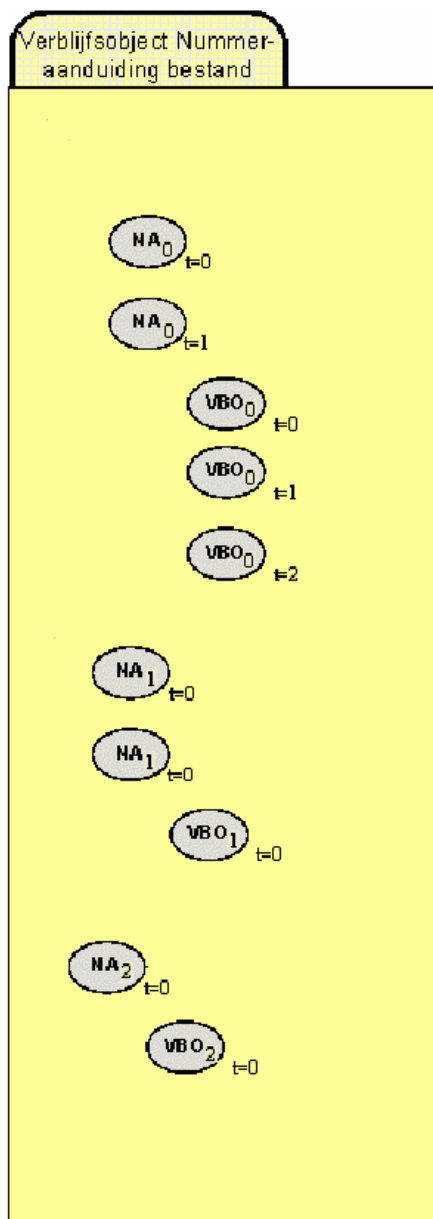 Verblijfsobject Nummer-
aanduiding bestand
NA0
t=0
NA0
t=1
VBO0
t=0
VBO0
t=1
VBO0
t=2
NA1
t=0
NA1
t=0
VBO1
t=0
NA2
t=0
VBO2
t=0